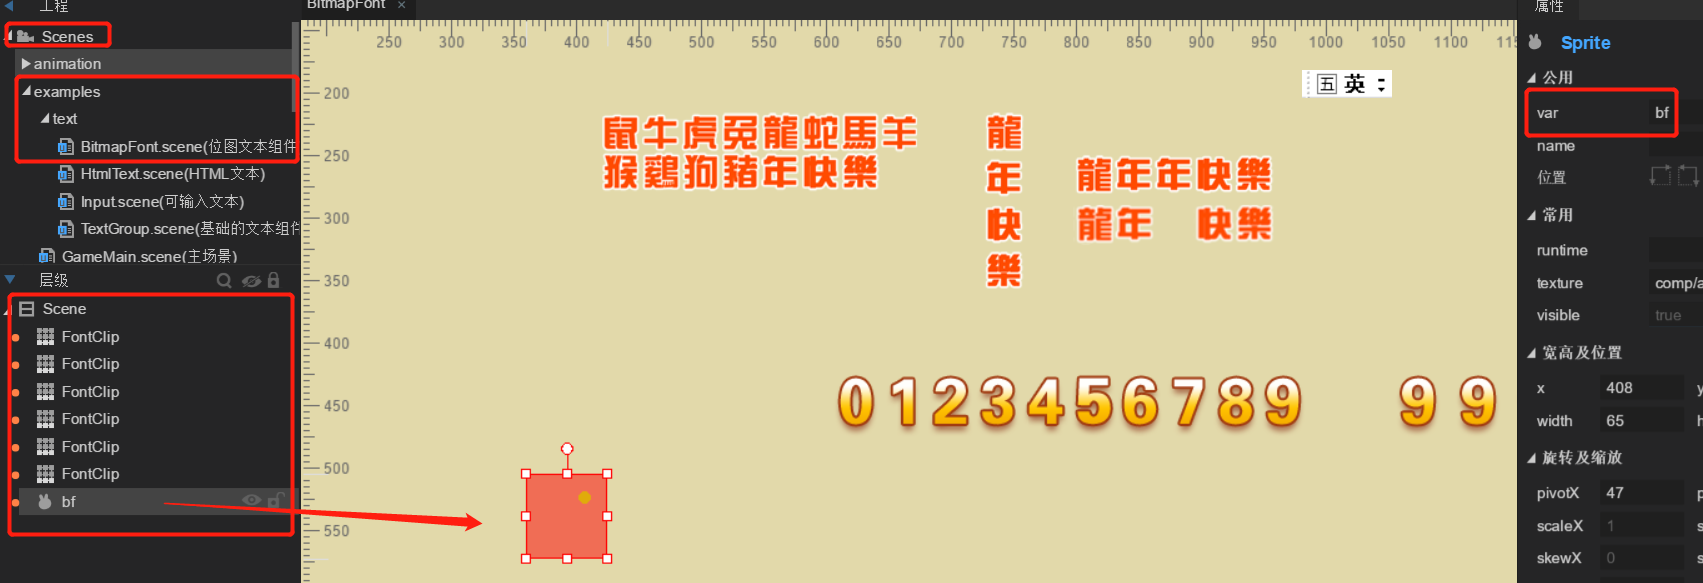 工程
Scenes
animation
examples
text
BitmapFont.scene(位图文本组件
HtmlText.scene(HTML文本)
Input.scene(可输入文本)
TextGroup.scene(基础的文本组件
GameMain.scene(主场景)
层级
Scene
FontClip
FontClip
FontClip
FontClip
FontClip
FontClip
bf
BitmapFont ×
250 300 350 400 450 500 550 600 650 700 750 800 850 900 950 1000 1050 1100 115
200
250
300
350
400
450
500
550
五 英
鼠牛虎兔龍蛇馬羊
猴鷄狗豬年快樂
龍
年
快
樂
龍年年快樂
龍年 快樂
0123456789 99
属性
Sprite
公用
var bf
name
位置
常用
runtime
texture comp/a
visible true
宽高及位置
x 408 y
width 65 h
旋转及缩放
pivotX 47 p
scaleX 1 s
skewX 0 s